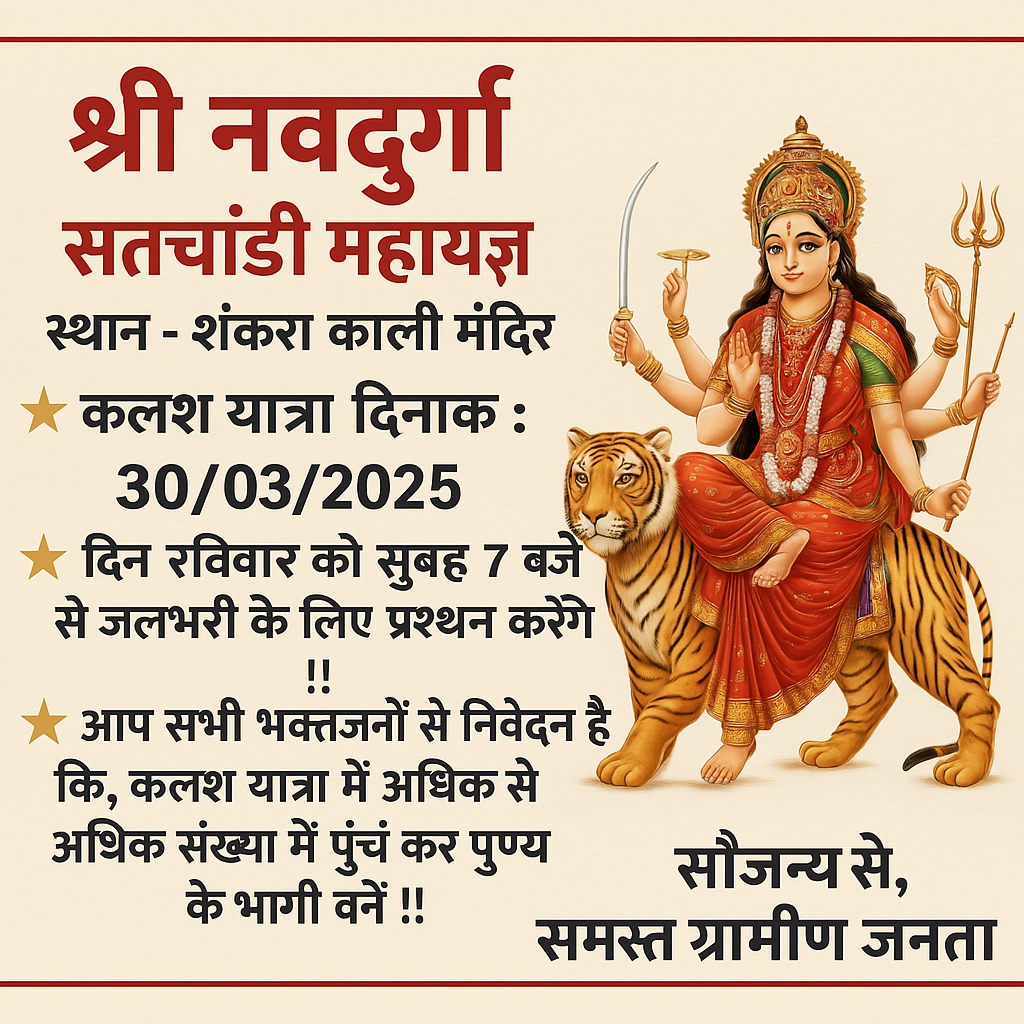 श्री नवदुर्गा
सतचांडी महायज्ञ
स्थान - शंकरा काली मंदिर
कलश यात्रा दिनाक :
30/03/2025
दिन रविवार को सुबह 7 बजे
से जलभरी के लिए प्रश्थन करेंगे
!!
आप सभी भक्तजनों से निवेदन है
कि, कलश यात्रा में अधिक से
अधिक संख्या में पुंचं कर पुण्य
के भागी वनें !!
सौजन्य से,
समस्त ग्रामीण जनता